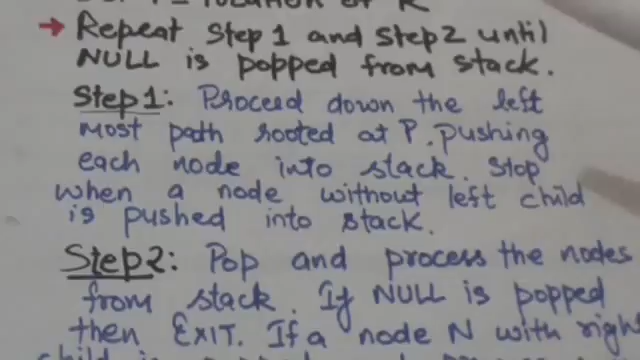 → Repeat Step 1 and Step 2 until
NULL is popped from stack.
Step 1: Proceed down the left
most path rooted at P. pushing
each node into stack. Stop
when a node without left child
is pushed into stack.
Step 2: Pop and process the nodes
from stack. If NULL is popped
then EXIT. If a node N with righ